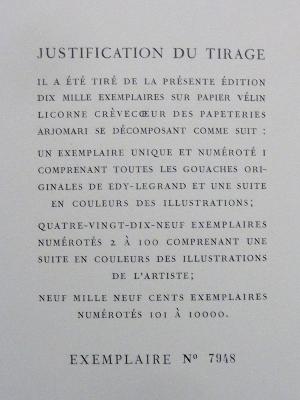 JUSTIFICATION DU TIRAGE
IL A ÉTÉ TIRÉ DE LA PRÉSENTE ÉDITION
DIX MILLE EXEMPLAIRES SUR PAPIER VÉLIN
LICORNE CRÈVECŒUR DES PAPETERIES
ARJOMARI SE DÉCOMPOSANT COMME SUIT :
UN EXEMPLAIRE UNIQUE ET NUMÉROTÉ I
COMPRENANT TOUTES LES GOUACHES ORI-
GINALES DE EDY-LEGRAND ET UNE SUITE
EN COULEURS DES ILLUSTRATIONS;
QUATRE-VINGT-DIX-NEUF EXEMPLAIRES
NUMÉROTÉS 2 À 100 COMPRENANT UNE
SUITE EN COULEURS DES ILLUSTRATIONS
DE L'ARTISTE;
NEUF MILLE NEUF CENTS EXEMPLAIRES
NUMÉROTÉS 101 À 10000.
EXEMPLAIRE Nº 7948